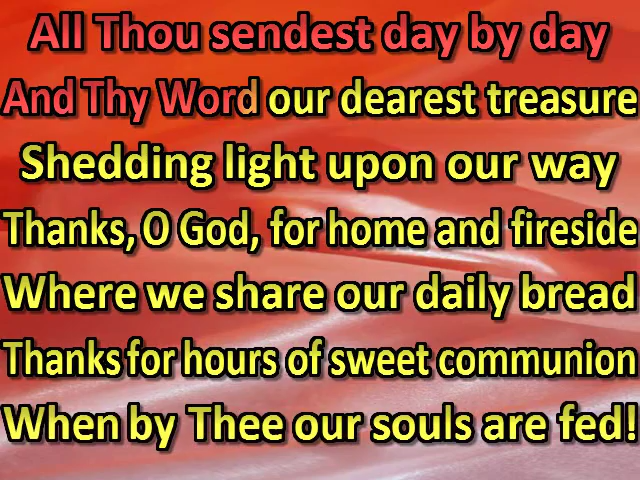 All Thou sendest day by day
And Thy Word our dearest treasure
Shedding light upon our way
Thanks, O God, for home and fireside
Where we share our daily bread
Thanks for hours of sweet communion
When by Thee our souls are fed!